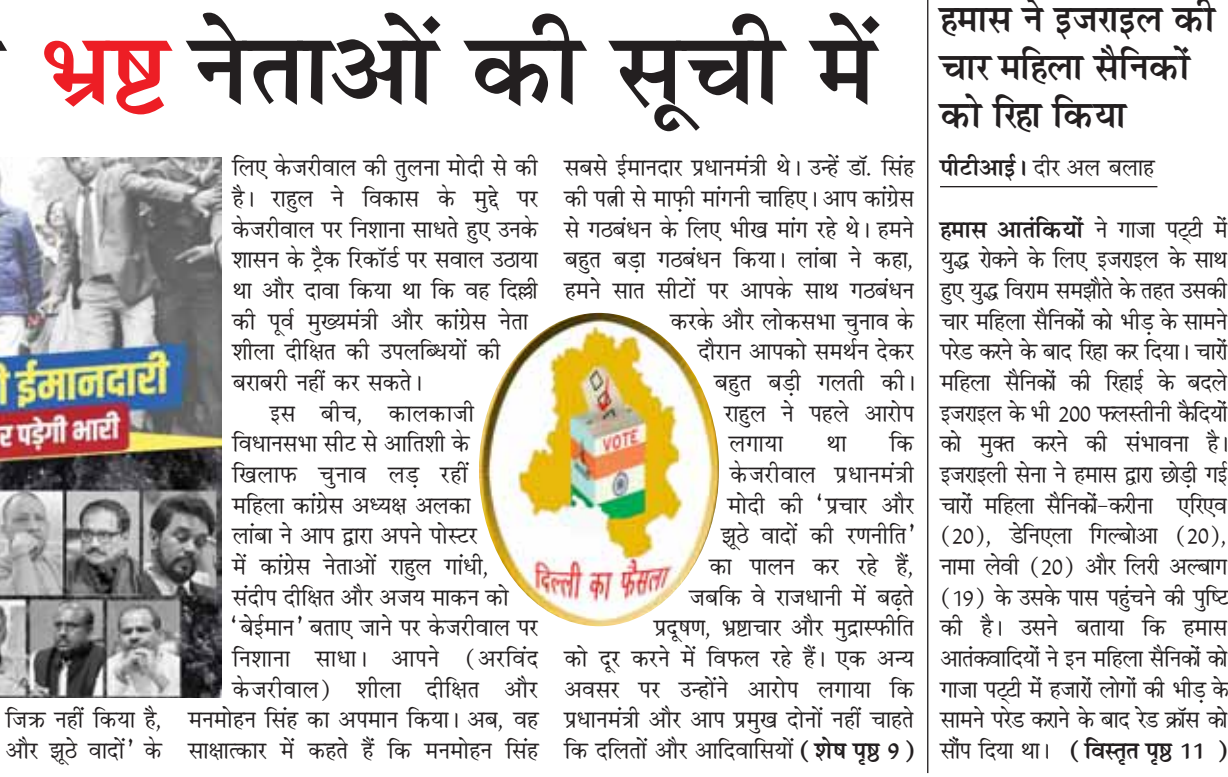 भ्रष्ट नेताओं की सूची में
ईमानदारी
पड़ेगी भारी
जिक्र नहीं किया है,
और झूठे वादों' के
लिए केजरीवाल की तुलना मोदी से की
है। राहुल ने विकास के मुद्दे पर
केजरीवाल पर निशाना साधते हुए उनके
शासन के ट्रैक रिकॉर्ड पर सवाल उठाया
था और दावा किया था कि वह दिल्ली
की पूर्व मुख्यमंत्री और कांग्रेस नेता
शीला दीक्षित की उपलब्धियों की
बराबरी नहीं कर सकते।
इस बीच, कालकाजी
विधानसभा सीट से आतिशी के
खिलाफ चुनाव लड़ रहीं
महिला कांग्रेस अध्यक्ष अलका
लांबा ने आप द्वारा अपने पोस्टर
में कांग्रेस नेताओं राहुल गांधी,
संदीप दीक्षित और अजय माकन को
'बेईमान' बताए जाने पर केजरीवाल पर
निशाना साधा। आपने (अरविंद
केजरीवाल) शीला दीक्षित और
मनमोहन सिंह का अपमान किया। अब, वह
साक्षात्कार में कहते हैं कि मनमोहन सिंह
सबसे ईमानदार प्रधानमंत्री थे। उन्हें डॉ. सिंह
की पत्नी से माफ़ी मांगनी चाहिए। आप कांग्रेस
से गठबंधन के लिए भीख मांग रहे थे। हमने
बहुत बड़ा गठबंधन किया। लांबा ने कहा,
हमने सात सीटों पर आपके साथ गठबंधन
करके और लोकसभा चुनाव के
दौरान आपको समर्थन देकर
बहुत बड़ी गलती की।
राहुल ने पहले आरोप
लगाया था कि
केजरीवाल प्रधानमंत्री
मोदी की 'प्रचार और
झूठे वादों की रणनीति'
का पालन कर रहे हैं,
जबकि वे राजधानी में बढ़ते
प्रदूषण, भ्रष्टाचार और मुद्रास्फीति
को दूर करने में विफल रहे हैं। एक अन्य
अवसर पर उन्होंने आरोप लगाया कि
प्रधानमंत्री और आप प्रमुख दोनों नहीं चाहते
कि दलितों और आदिवासियों (शेष पृष्ठ 9)
VOTE
दिल्ली का फैसला
हमास ने इजराइल की
चार महिला सैनिकों
को रिहा किया
पीटीआई। दीर अल बलाह
हमास आतंकियों ने गाजा पट्टी में
युद्ध रोकने के लिए इजराइल के साथ
हुए युद्ध विराम समझौते के तहत उसकी
चार महिला सैनिकों को भीड़ के सामने
परेड करने के बाद रिहा कर दिया। चारों
महिला सैनिकों की रिहाई के बदले
इजराइल के भी 200 फलस्तीनी कैदिया
को मुक्त करने की संभावना है।
इजराइली सेना ने हमास द्वारा छोड़ी गई
चारों महिला सैनिकों-करीना एरिएव
(20), डेनिएला गिल्बोआ (20),
नामा लेवी (20) और लिरी अल्बाग
(19) के उसके पास पहुंचने की पुष्टि
की है। उसने बताया कि हमास
आतंकवादियों ने इन महिला सैनिकों को
गाजा पट्टी में हजारों लोगों की भीड़ के
सामने परेड कराने के बाद रेड क्रॉस को
सौंप दिया था। (विस्तृत पृष्ठ 11 )